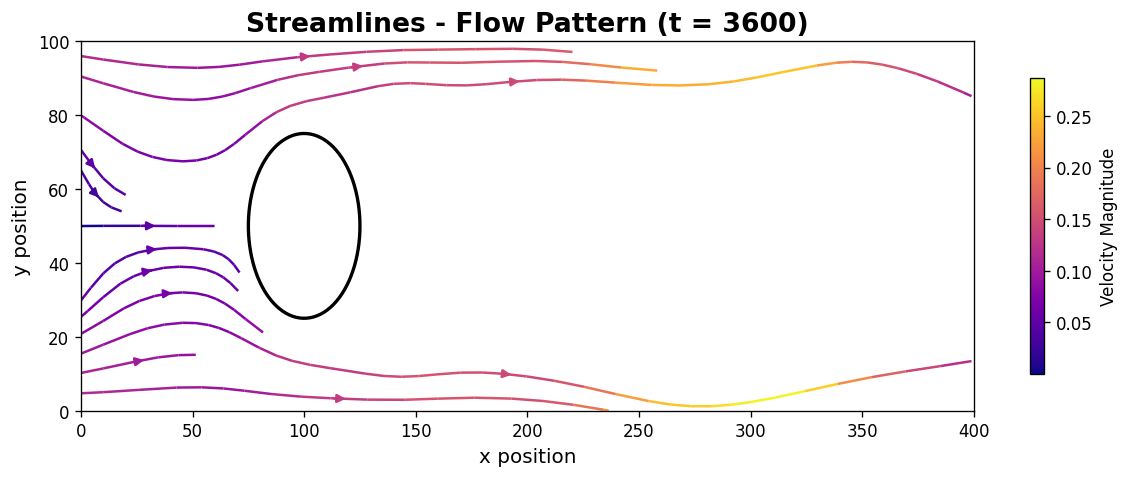 Streamlines - Flow Pattern (t = 3600)
100
80
60
40
20
0
y position
0 50 100 150 200 250 300 350 400
x position
0.25
0.20
0.15
0.10
0.05
Velocity Magnitude